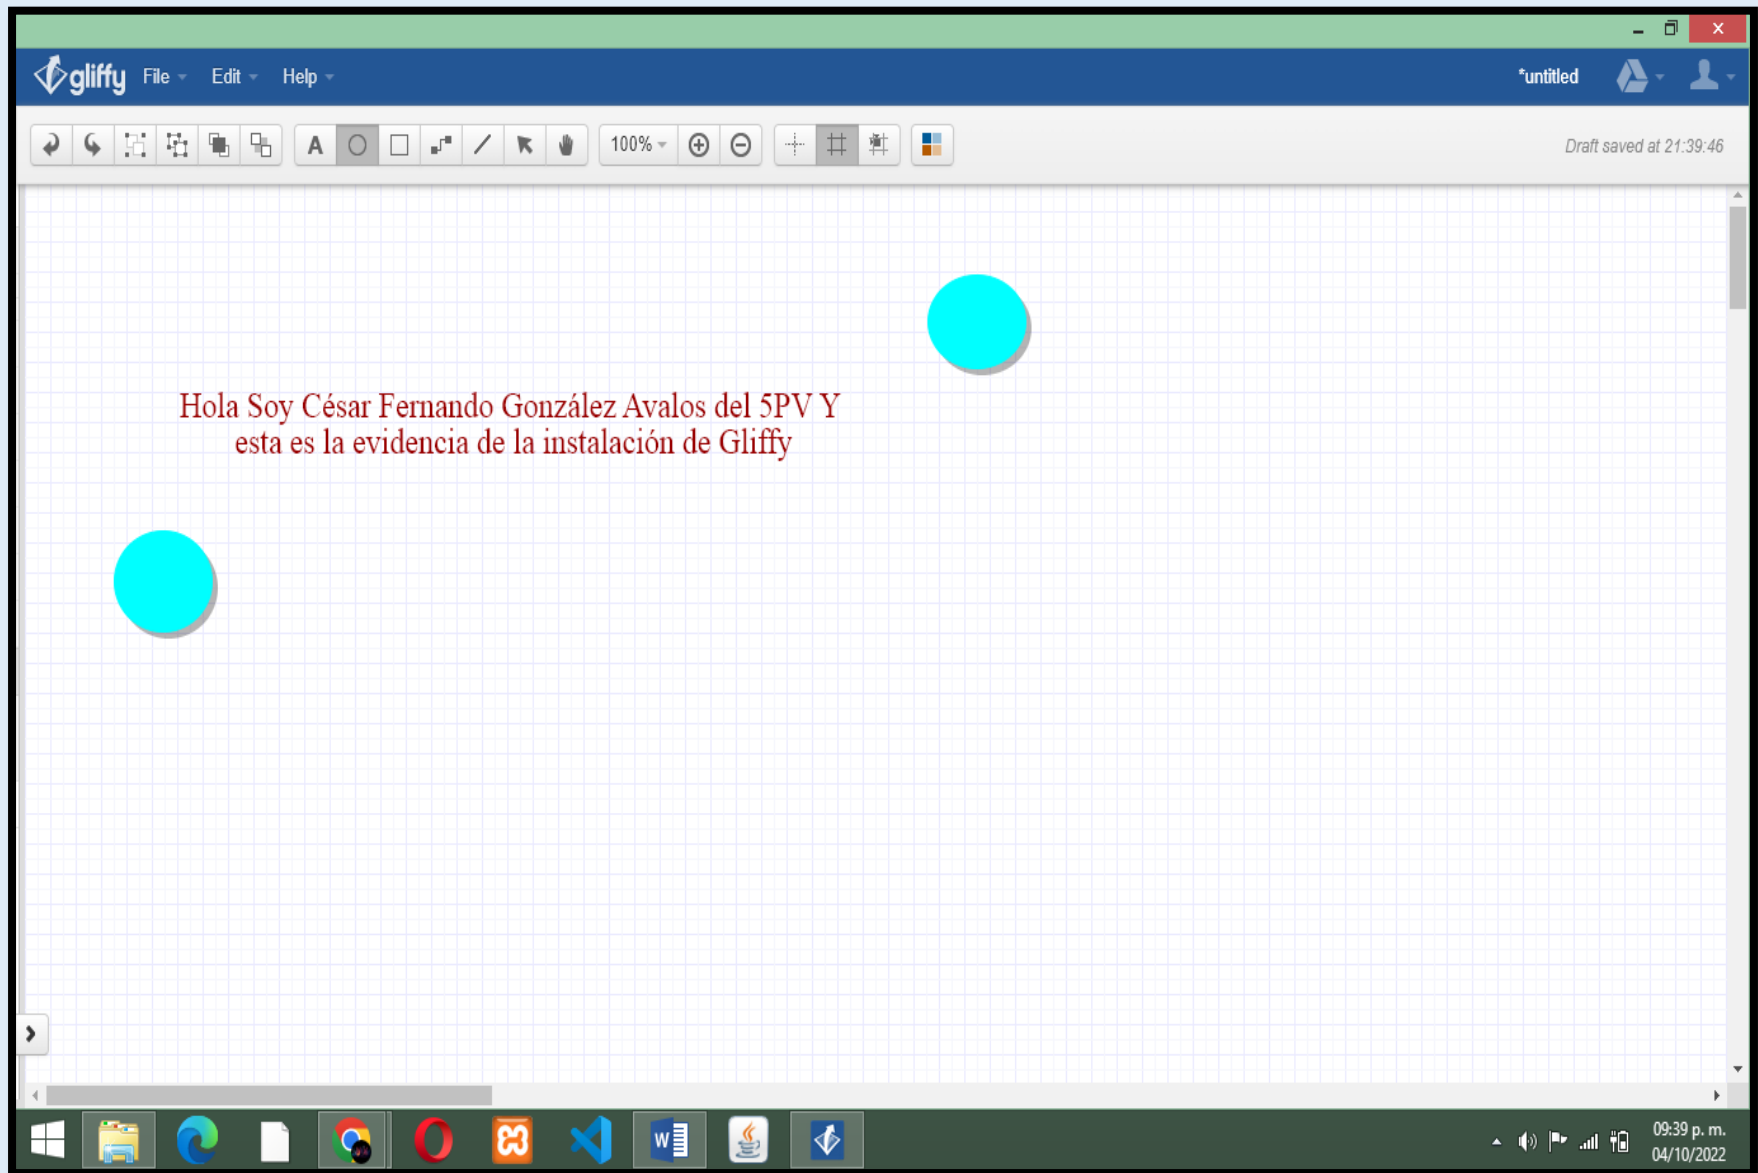 gliffy File Edit Help *untitled
A 100% Draft saved at 21:39:46
Hola Soy César Fernando González Avalos del 5PV Y
esta es la evidencia de la instalación de Gliffy
09:39 p. m.
04/10/2022